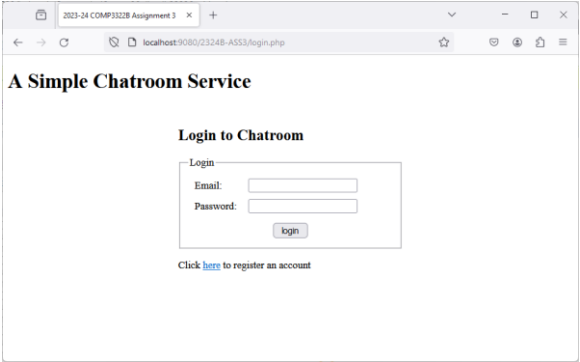 2023-24 COMP3322B Assignment 3
localhost:9080/2324B-ASS3/login.php
A Simple Chatroom Service
Login to Chatroom
Login
Email:
Password:
login
Click here to register an account